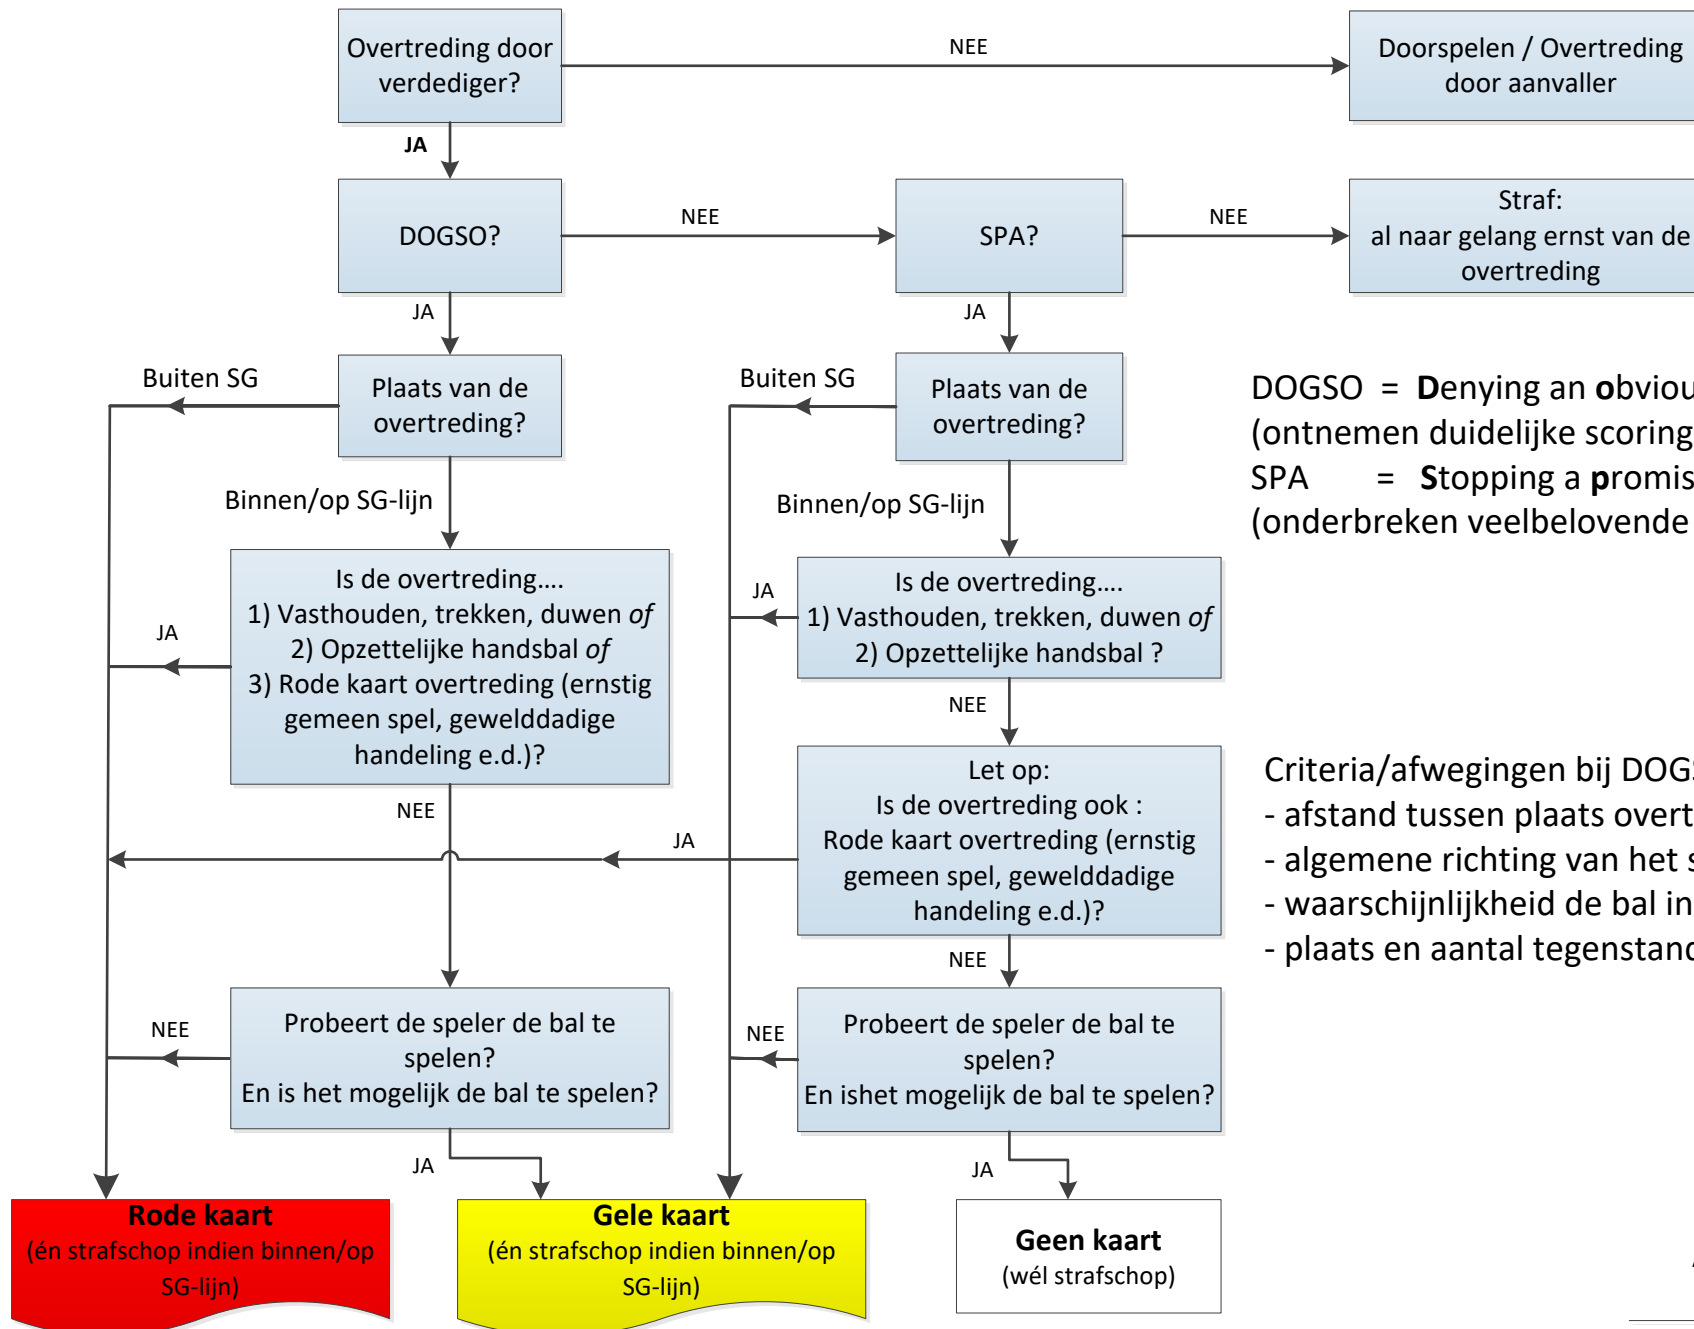 Overtreding door
verdediger?
NEE
Doorspelen / Overtreding
door aanvaller
JA
DOGSO?
NEE
SPA?
NEE
Straf:
al naar gelang ernst van de
overtreding
JA
JA
Buiten SG
Plaats van de
overtreding?
Buiten SG
Plaats van de
overtreding?
DOGSO = Denying an obviou
(ontnemen duidelijke scoring
SPA = Stopping a promis
(onderbreken veelbelovende
Binnen/op SG-lijn
Binnen/op SG-lijn
JA
Is de overtreding....
1) Vasthouden, trekken, duwen of
2) Opzettelijke handsbal of
3) Rode kaart overtreding (ernstig
gemeen spel, gewelddadige
handeling e.d.)?
JA
Is de overtreding....
1) Vasthouden, trekken, duwen of
2) Opzettelijke handsbal ?
NEE
NEE
JA
Let op:
Is de overtreding ook :
Rode kaart overtreding (ernstig
gemeen spel, gewelddadige
handeling e.d.)?
Criteria/afwegingen bij DOGS
- afstand tussen plaats overt
- algemene richting van het s
- waarschijnlijkheid de bal in
- plaats en aantal tegenstand
NEE
NEE
Probeert de speler de bal te
spelen?
En is het mogelijk de bal te spelen?
NEE
Probeert de speler de bal te
spelen?
En ishet mogelijk de bal te spelen?
JA
JA
Rode kaart
(én strafschop indien binnen/op
SG-lijn)
Gele kaart
(én strafschop indien binnen/op
SG-lijn)
Geen kaart
(wél strafschop)